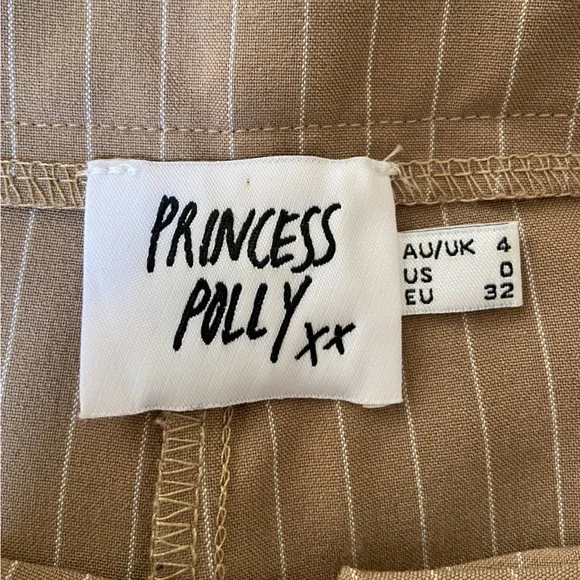 PRINCESS
POLLY xx
AU/UK 4
US 0
EU 32